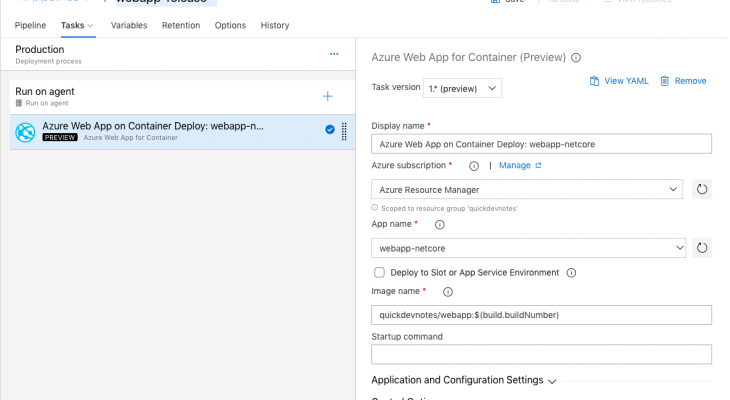 webapp-release
Save
Release
View releases
Pipeline
Tasks
Variables
Retention
Options
History
Production
Deployment process
Run on agent
Run on agent
Azure Web App on Container Deploy: webapp-n...
PREVIEW Azure Web App for Container
Azure Web App for Container (Preview)
Task version 1.* (preview)
View YAML
Remove
Display name *
Azure Web App on Container Deploy: webapp-netcore
Azure subscription * | Manage
Azure Resource Manager
Scoped to resource group 'quickdevnotes'
App name *
webapp-netcore
Deploy to Slot or App Service Environment
Image name *
quickdevnotes/webapp:$(build.buildNumber)
Startup command
Application and Configuration Settings